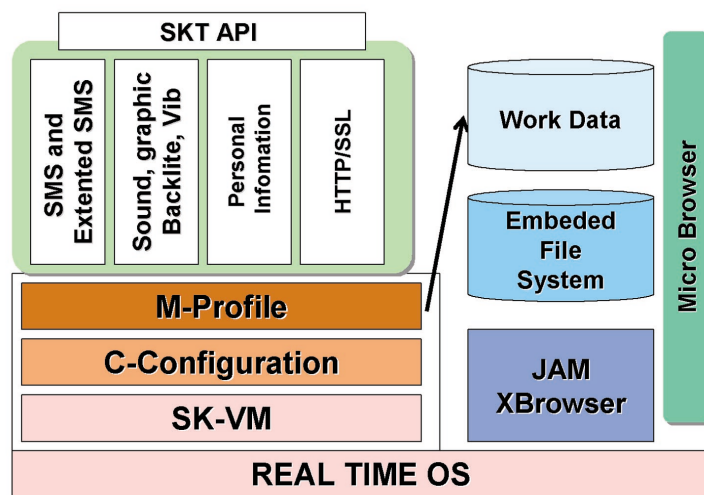 SKT API
SMS and
Extented SMS
Sound, graphic
Backlite, Vib
Personal
Infomation
HTTP/SSL
M-Profile
C-Configuration
SK-VM
Work Data
Embeded
File
System
JAM
XBrowser
Micro Browser
REAL TIME OS